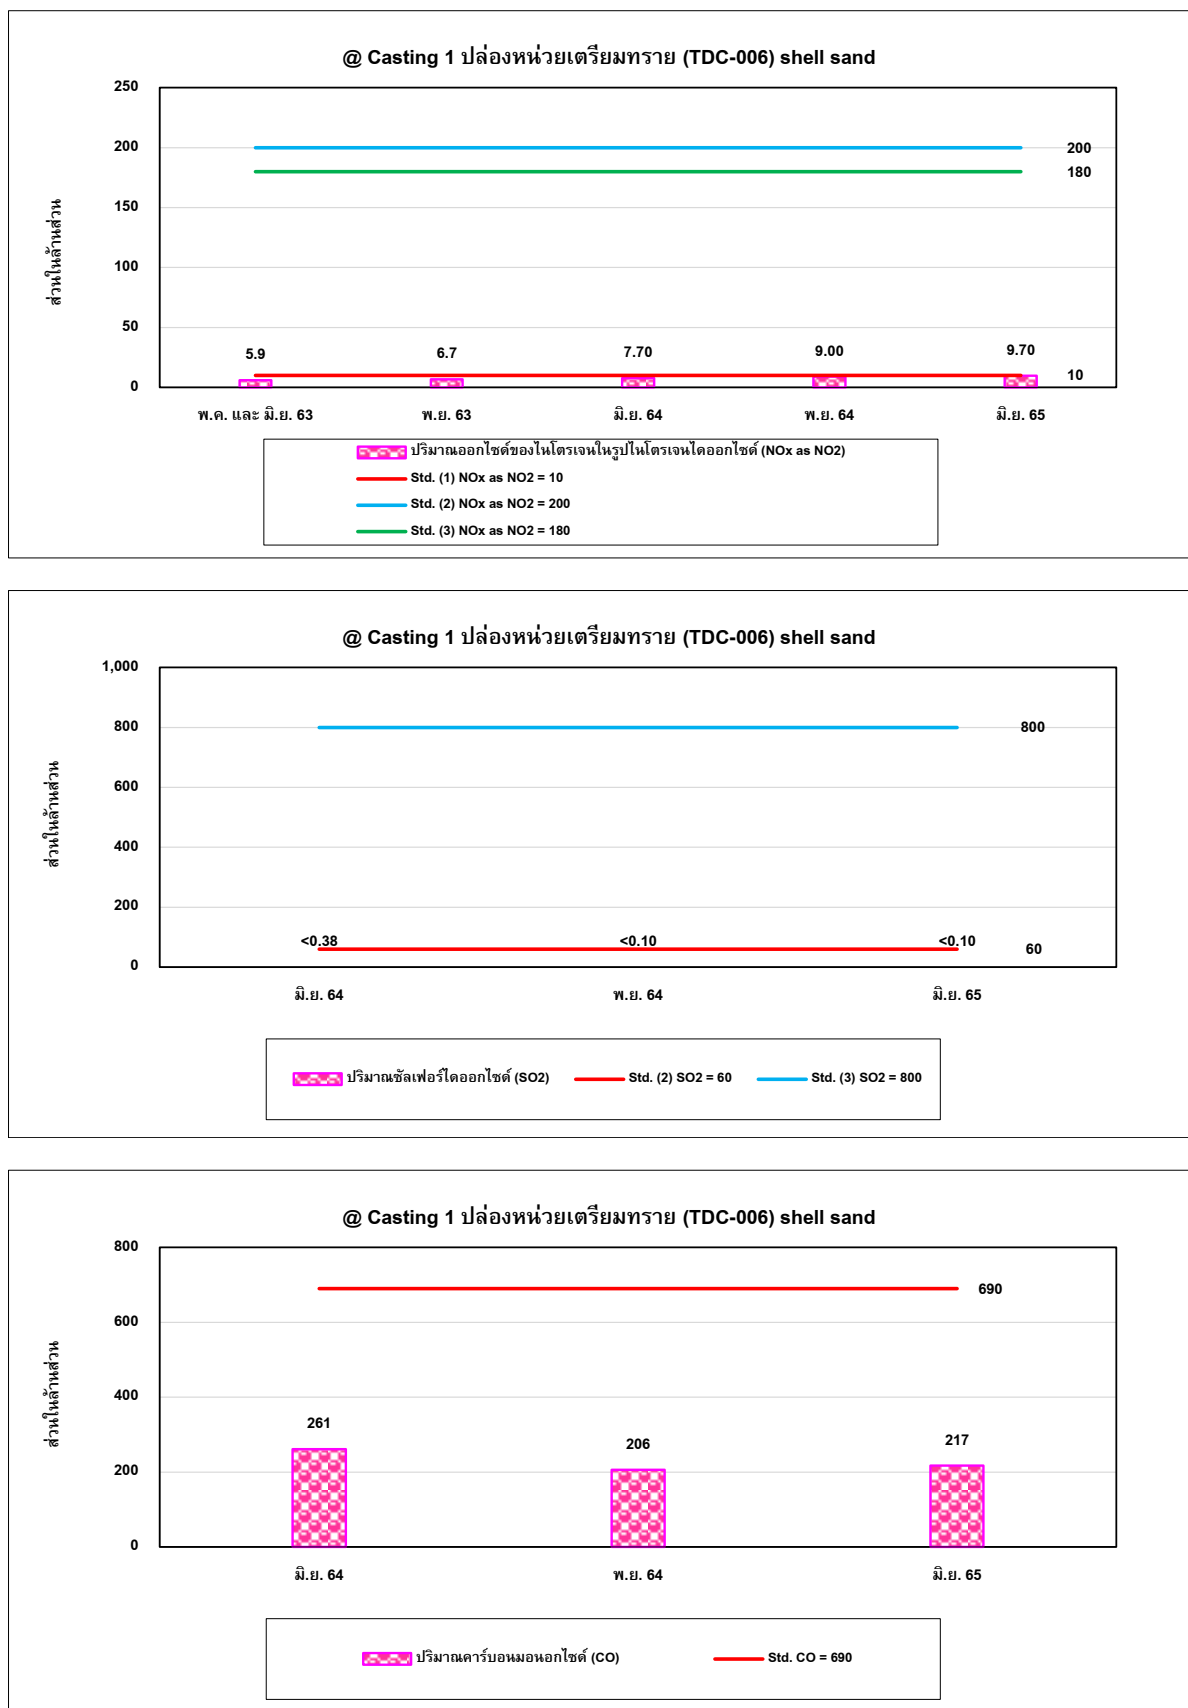 @ Casting 1 ปล่องหน่วยเตรียมทราย (TDC-006) shell sand
250
200
150
100
50
0
ส่วนในล้านส่วน
200
180
10
5.9 6.7 7.70 9.00 9.70
พ.ค. และ มิ.ย. 63 พ.ย. 63 มิ.ย. 64 พ.ย. 64 มิ.ย. 65
ปริมาณออกไซด์ของไนโตรเจนในรูปไนโตรเจนไดออกไซด์ (NOx as NO2)
Std. (1) NOx as NO2 = 10
Std. (2) NOx as NO2 = 200
Std. (3) NOx as NO2 = 180
@ Casting 1 ปล่องหน่วยเตรียมทราย (TDC-006) shell sand
1,000
800
600
400
200
0
ส่วนในล้านส่วน
800
60
<0.38 <0.10 <0.10
มิ.ย. 64 พ.ย. 64 มิ.ย. 65
ปริมาณซัลเฟอร์ไดออกไซด์ (SO2) Std. (2) SO2 = 60 Std. (3) SO2 = 800
@ Casting 1 ปล่องหน่วยเตรียมทราย (TDC-006) shell sand
800
600
400
200
0
ส่วนในล้านส่วน
690
261 206 217
มิ.ย. 64 พ.ย. 64 มิ.ย. 65
ปริมาณคาร์บอนมอนอกไซด์ (CO) Std. CO = 690